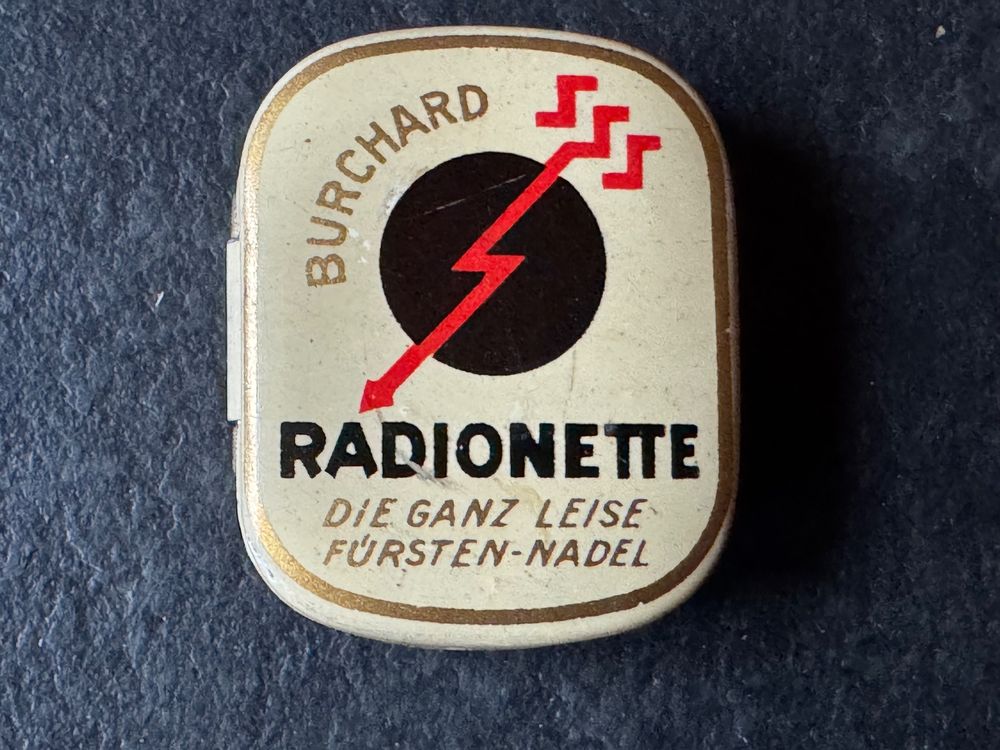 BURCHARD
RADIONETTE
DIE GANZ LEISE
FÜRSTEN-NADEL